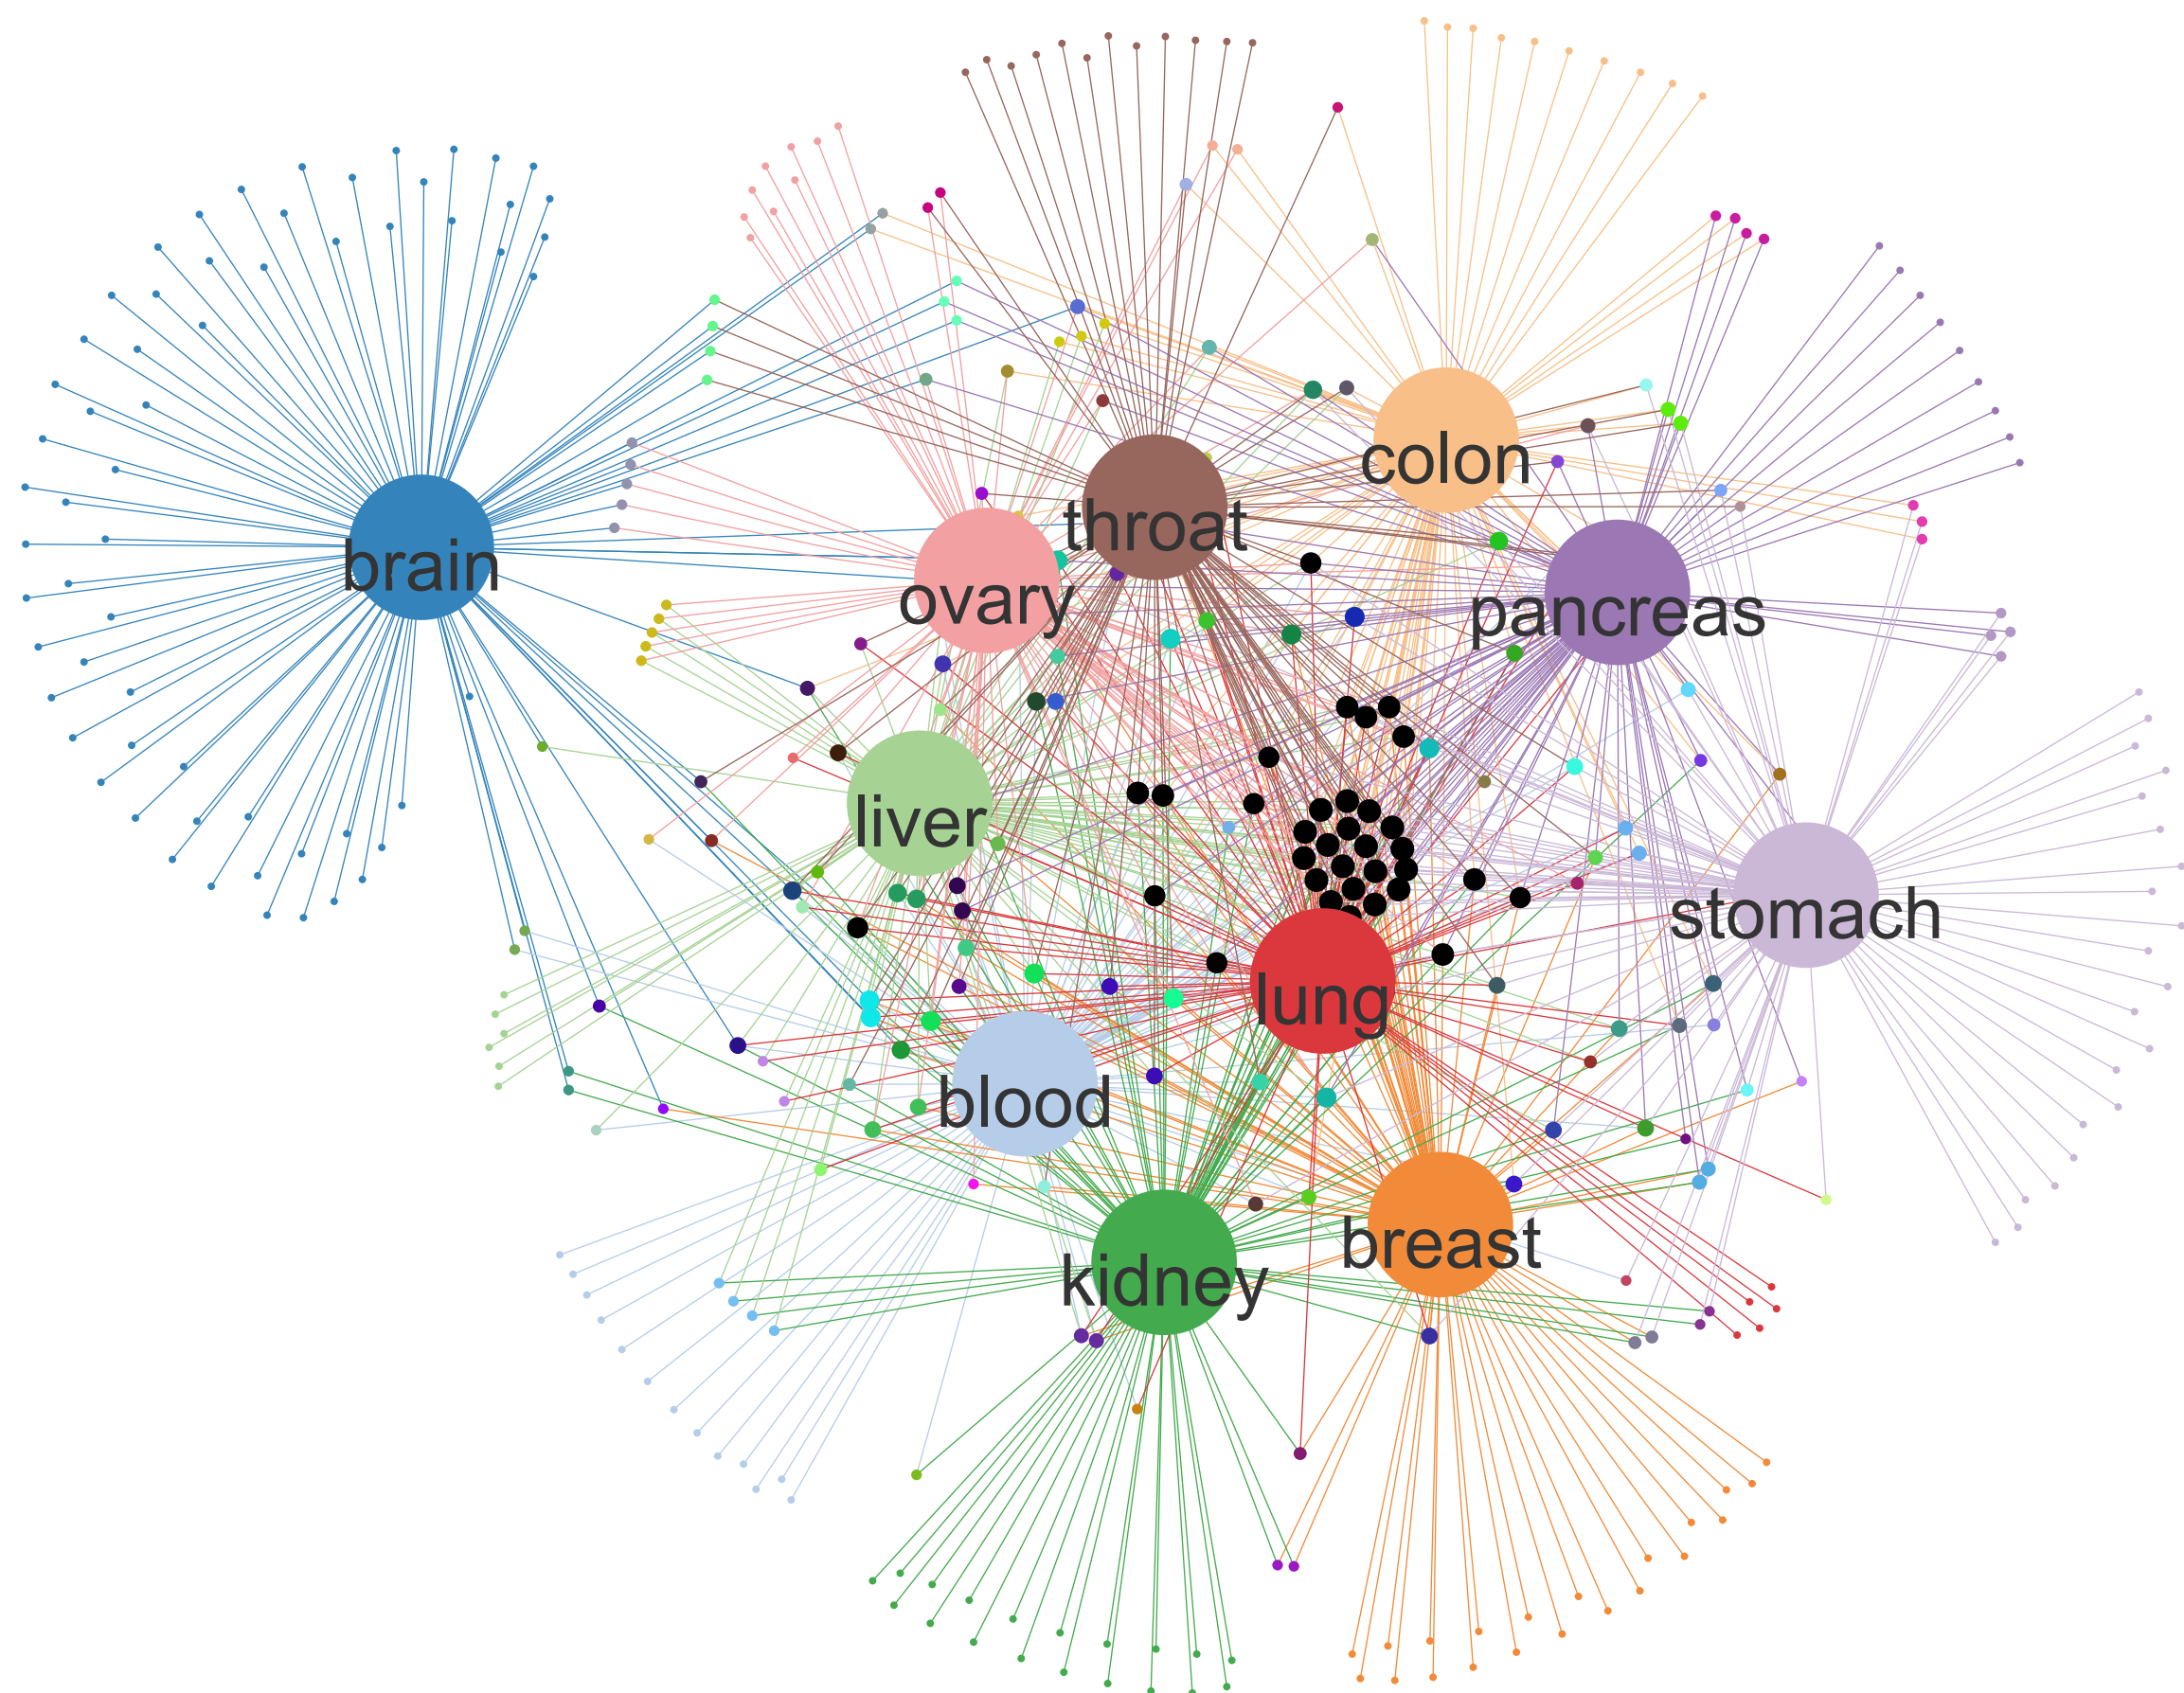 colon
throat
brain
ovary
pancreas
liver
stomach
lung
blood
breast
kidney